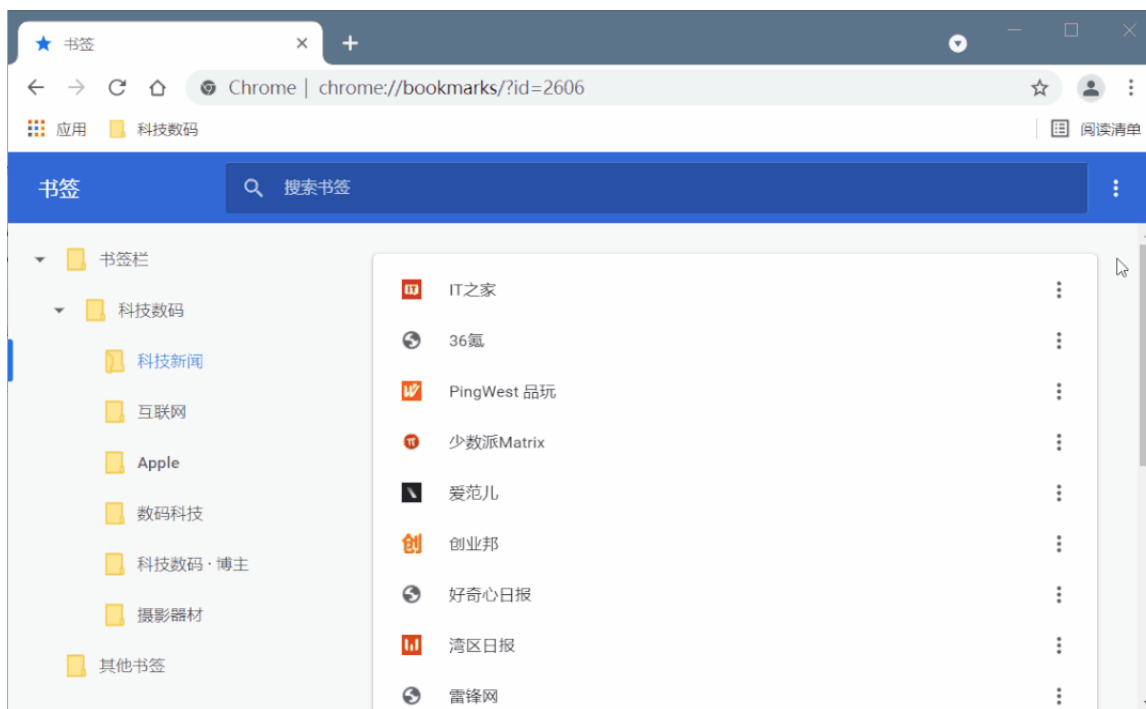 书签
Chrome | chrome://bookmarks/?id=2606
应用 科技数码 阅读清单
书签 搜索书签
书签栏
科技数码
科技新闻
互联网
Apple
数码科技
科技数码 · 博主
摄影器材
其他书签
IT之家
36氪
PingWest 品玩
少数派Matrix
爱范儿
创业邦
好奇心日报
湾区日报
雷锋网